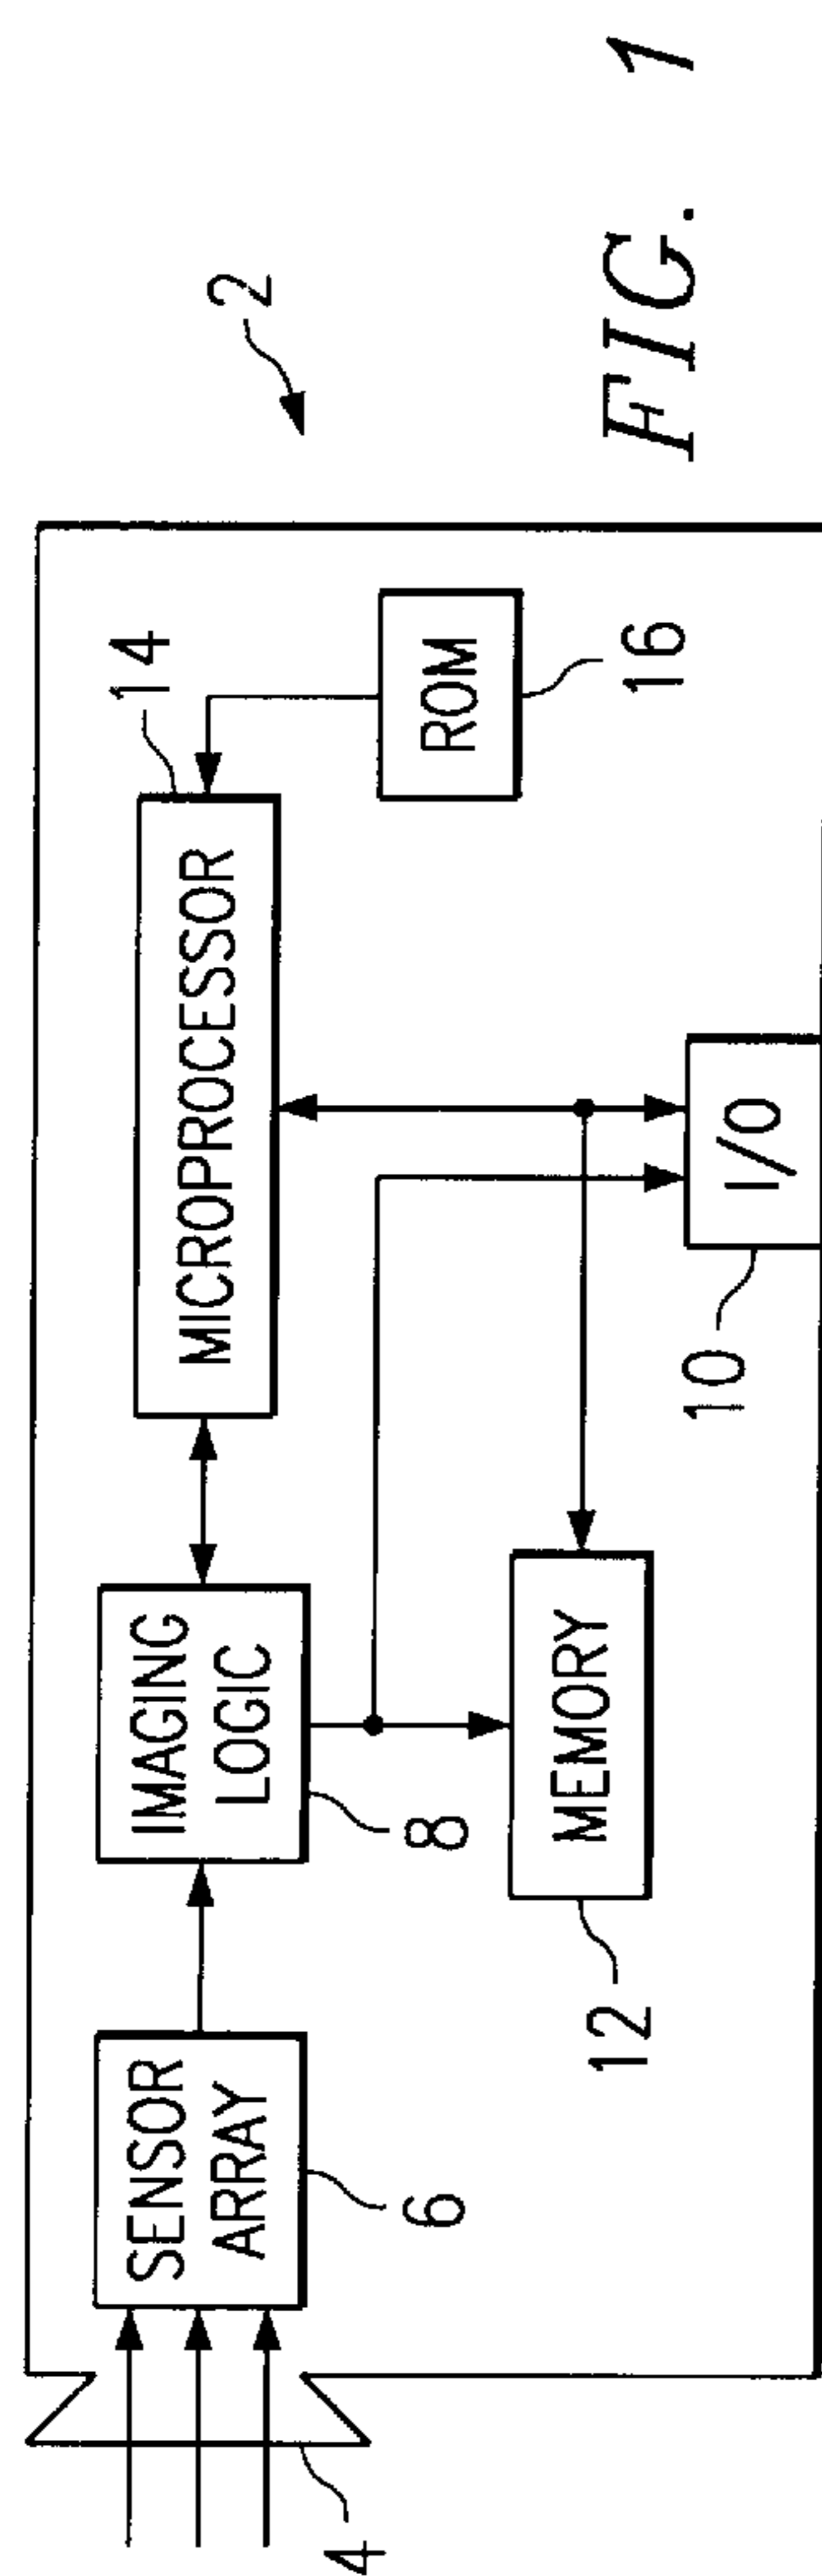 FIG. 1
2
4
SENSOR
ARRAY
6
IMAGING
LOGIC
8
MICROPROCESSOR
14
ROM
16
MEMORY
12
I/O
10